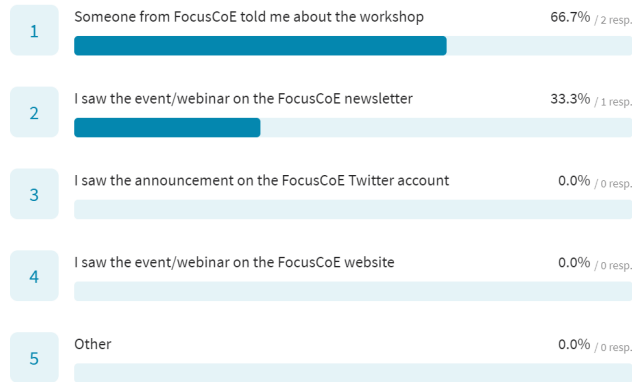 1 Someone from FocusCoE told me about the workshop 66.7% / 2 resp.
2 I saw the event/webinar on the FocusCoE newsletter 33.3% / 1 resp.
3 I saw the announcement on the FocusCoE Twitter account 0.0% / 0 resp.
4 I saw the event/webinar on the FocusCoE website 0.0% / 0 resp.
5 Other 0.0% / 0 resp.